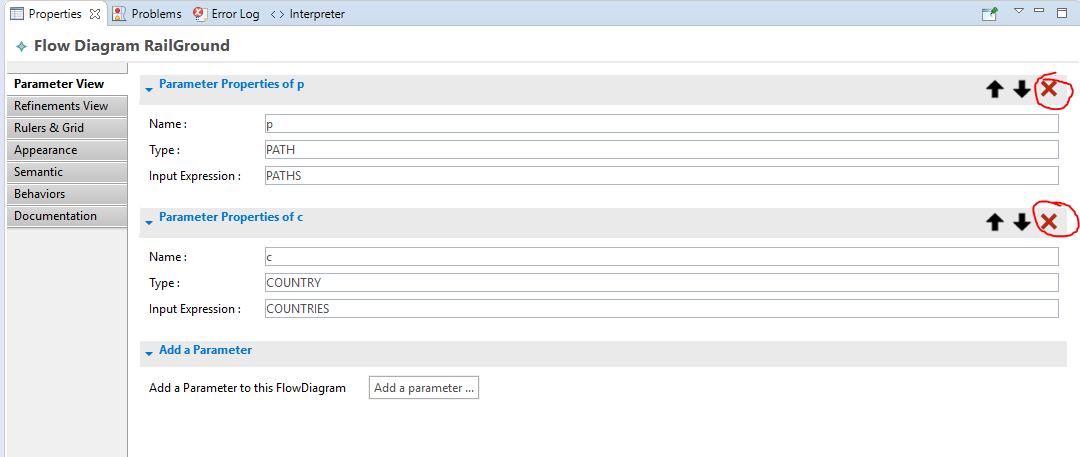 Properties Problems Error Log Interpreter
Flow Diagram RailGround
Parameter View
Refinements View
Rulers & Grid
Appearance
Semantic
Behaviors
Documentation
Parameter Properties of p
Name : p
Type : PATH
Input Expression : PATHS
Parameter Properties of c
Name : c
Type : COUNTRY
Input Expression : COUNTRIES
Add a Parameter
Add a Parameter to this FlowDiagram Add a parameter ...